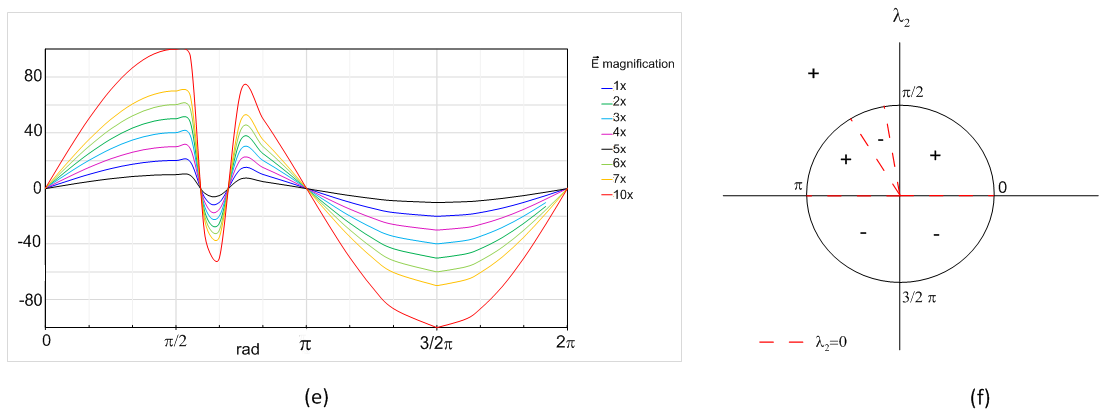 80
40
0
-40
-80
0
π/2
rad
π
3/2π
2π
E⃗ magnification
1x
2x
3x
4x
5x
6x
7x
10x
(e)
λ₂
+
π/2
-
+
+
π
0
-
-
3/2 π
λ₂=0
(f)